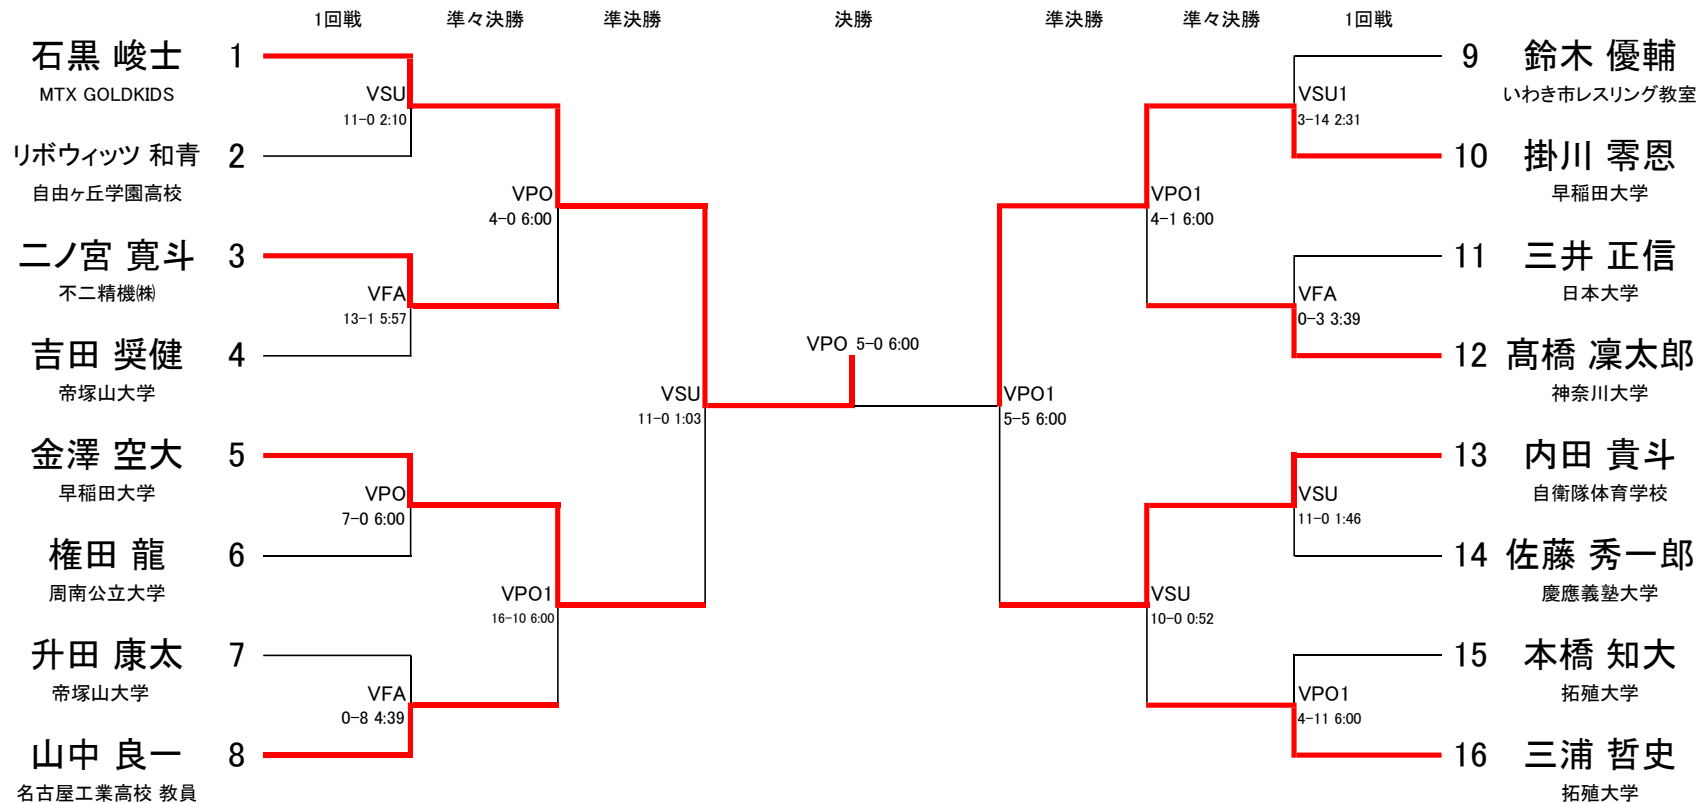 1回戦 準々決勝 準決勝 決勝 準決勝 準々決勝 1回戦
石黒 峻士 1
MTX GOLDKIDS
VSU
11-0 2:10
リボウィッツ 和青 2
自由ヶ丘学園高校
VPO
4-0 6:00
二ノ宮 寛斗 3
不二精機㈱
VFA
13-1 5:57
吉田 奨健 4
帝塚山大学
VSU
11-0 1:03
金澤 空大 5
早稲田大学
VPO
7-0 6:00
権田 龍 6
周南公立大学
VPO1
16-10 6:00
升田 康太 7
帝塚山大学
VFA
0-8 4:39
山中 良一 8
名古屋工業高校 教員
VPO 5-0 6:00
9 鈴木 優輔
いわき市レスリング教室
VSU1
3-14 2:31
10 掛川 零恩
早稲田大学
VPO1
4-1 6:00
11 三井 正信
日本大学
VFA
0-3 3:39
12 髙橋 凜太郎
神奈川大学
VPO1
5-5 6:00
13 内田 貴斗
自衛隊体育学校
VSU
11-0 1:46
14 佐藤 秀一郎
慶應義塾大学
VSU
10-0 0:52
15 本橋 知大
拓殖大学
VPO1
4-11 6:00
16 三浦 哲史
拓殖大学